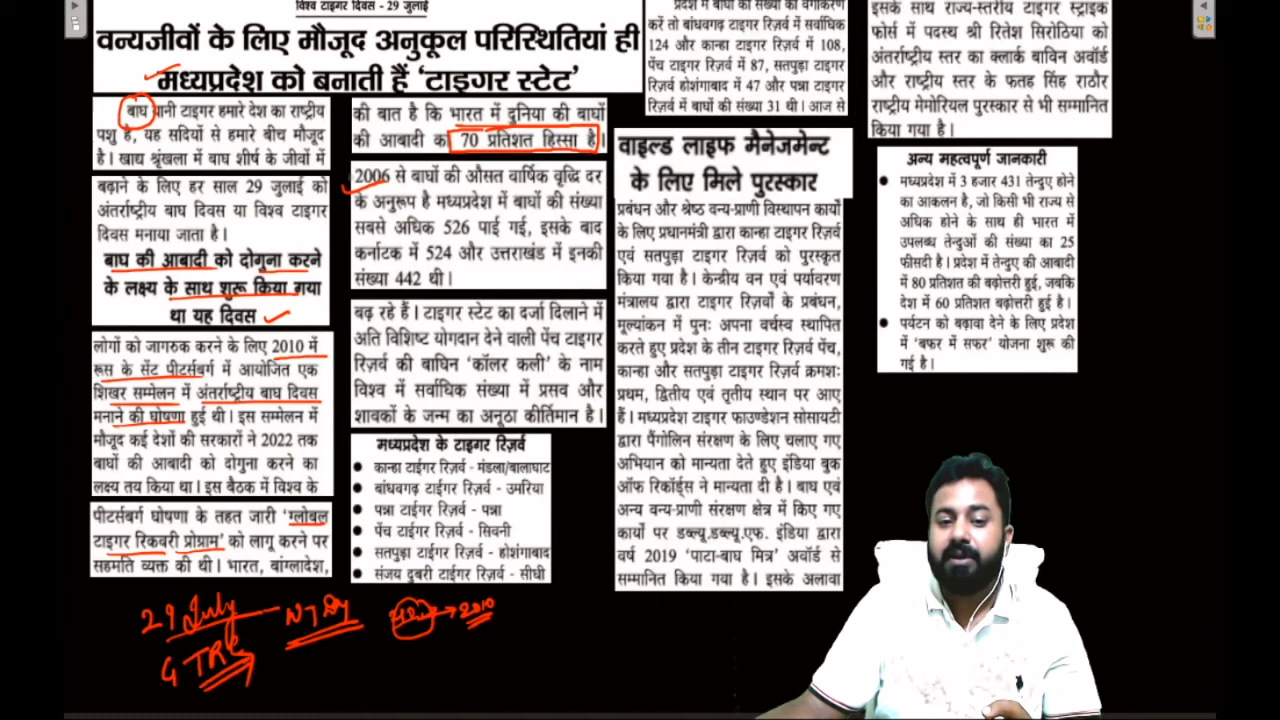 विश्व टाइगर दिवस - 29 जुलाई
वन्यजीवों के लिए मौजूद अनुकूल परिस्थितियां ही
मध्यप्रदेश को बनाती हैं ‘टाइगर स्टेट’
बाघ यानी टाइगर हमारे देश का राष्ट्रीय
पशु है, यह सदियों से हमारे बीच मौजूद
है। खाद्य श्रृंखला में बाघ शीर्ष के जीवों में
बढ़ाने के लिए हर साल 29 जुलाई को
अंतर्राष्ट्रीय बाघ दिवस या विश्व टाइगर
दिवस मनाया जाता है।
बाघ की आबादी को दोगुना करने
के लक्ष्य के साथ शुरू किया गया
था यह दिवस
लोगों को जागरुक करने के लिए 2010 में
रूस के सेंट पीटर्सबर्ग में आयोजित एक
शिखर सम्मेलन में अंतर्राष्ट्रीय बाघ दिवस
मनाने की घोषणा हुई थी। इस सम्मेलन में
मौजूद कई देशों की सरकारों ने 2022 तक
बाघों की आबादी को दोगुना करने का
लक्ष्य तय किया था। इस बैठक में विश्व के
पीटर्सबर्ग घोषणा के तहत जारी ‘ग्लोबल
टाइगर रिकवरी प्रोग्राम’ को लागू करने पर
सहमति व्यक्त की थी। भारत, बांग्लादेश,
29 July
G TRP
की बात है कि भारत में दुनिया की बाघों
की आबादी का 70 प्रतिशत हिस्सा है।
2006 से बाघों की औसत वार्षिक वृद्धि दर
के अनुरूप है मध्यप्रदेश में बाघों की संख्या
सबसे अधिक 526 पाई गई, इसके बाद
कर्नाटक में 524 और उत्तराखंड में इनकी
संख्या 442 थी।
बढ़ रहे हैं। टाइगर स्टेट का दर्जा दिलाने में
अति विशिष्ट योगदान देने वाली पेंच टाइगर
रिज़र्व की बाघिन ‘कॉलर वाली’ के नाम
विश्व में सर्वाधिक संख्या में प्रसव और
शावकों के जन्म का अनूठा कीर्तिमान है।
मध्यप्रदेश के टाइगर रिज़र्व
● कान्हा टाईगर रिज़र्व - मंडला/बालाघाट
● बांधवगढ़ टाईगर रिज़र्व - उमरिया
● पन्ना टाईगर रिज़र्व - पन्ना
● पेंच टाईगर रिज़र्व - सिवनी
● सतपुड़ा टाईगर रिज़र्व - होशंगाबाद
● संजय दुबरी टाईगर रिज़र्व - सीधी
2010
प्रदेश में बाघों की संख्या का वर्गीकरण
करें तो बांधवगढ़ टाइगर रिज़र्व में सर्वाधिक
124 और कान्हा टाइगर रिज़र्व में 108,
पेंच टाइगर रिज़र्व में 87, सतपुड़ा टाइगर
रिज़र्व होशंगाबाद में 47 और पन्ना टाइगर
रिज़र्व में बाघों की संख्या 31 थी। आज से
वाइल्ड लाइफ मैनेजमेन्ट
के लिए मिले पुरस्कार
प्रबंधन और श्रेष्ठ वन्य-प्राणी विस्थापन कार्यो
के लिए प्रधानमंत्री द्वारा कान्हा टाइगर रिज़र्व
एवं सतपुड़ा टाइगर रिज़र्व को पुरस्कृत
किया गया है। केन्द्रीय वन एवं पर्यावरण
मंत्रालय द्वारा टाइगर रिज़र्वों के प्रबंधन,
मूल्यांकन में पुनः अपना वर्चस्व स्थापित
करते हुए प्रदेश के तीन टाइगर रिज़र्व पेंच,
कान्हा और सतपुड़ा टाइगर रिज़र्व क्रमशः
प्रथम, द्वितीय एवं तृतीय स्थान पर आए
हैं। मध्यप्रदेश टाइगर फाउण्डेशन सोसायटी
द्वारा पैंगोलिन संरक्षण के लिए चलाए गए
अभियान को मान्यता देते हुए इंडिया बुक
ऑफ रिकॉर्ड्स ने मान्यता दी है। बाघ एवं
अन्य वन्य-प्राणी संरक्षण क्षेत्र में किए गए
कार्यों पर डब्ल्यू.डब्ल्यू.एफ. इंडिया द्वारा
वर्ष 2019 ‘पाटा-बाघ मित्र’ अवॉर्ड से
सम्मानित किया गया है। इसके अलावा
इसके साथ राज्य-स्तरीय टाइगर स्ट्राइक
फोर्स में पदस्थ श्री रितेश सिरोठिया को
अंतर्राष्ट्रीय स्तर का क्लार्क बाविन अवॉर्ड
और राष्ट्रीय स्तर के फतह सिंह राठौर
राष्ट्रीय मेमोरियल पुरस्कार से भी सम्मानित
किया गया है।
अन्य महत्वपूर्ण जानकारी
● मध्यप्रदेश में 3 हजार 431 तेन्दुए होने
का आकलन है, जो किसी भी राज्य से
अधिक होने के साथ ही भारत में
उपलब्ध तेन्दुओं की संख्या का 25
फीसदी है। प्रदेश में तेन्दुए की आबादी
में 80 प्रतिशत की बढ़ोत्तरी हुई, जबकि
देश में 60 प्रतिशत बढ़ोत्तरी हुई है।
● पर्यटन को बढ़ावा देने के लिए प्रदेश
में ‘बफर में सफर’ योजना शुरू की
गई है।